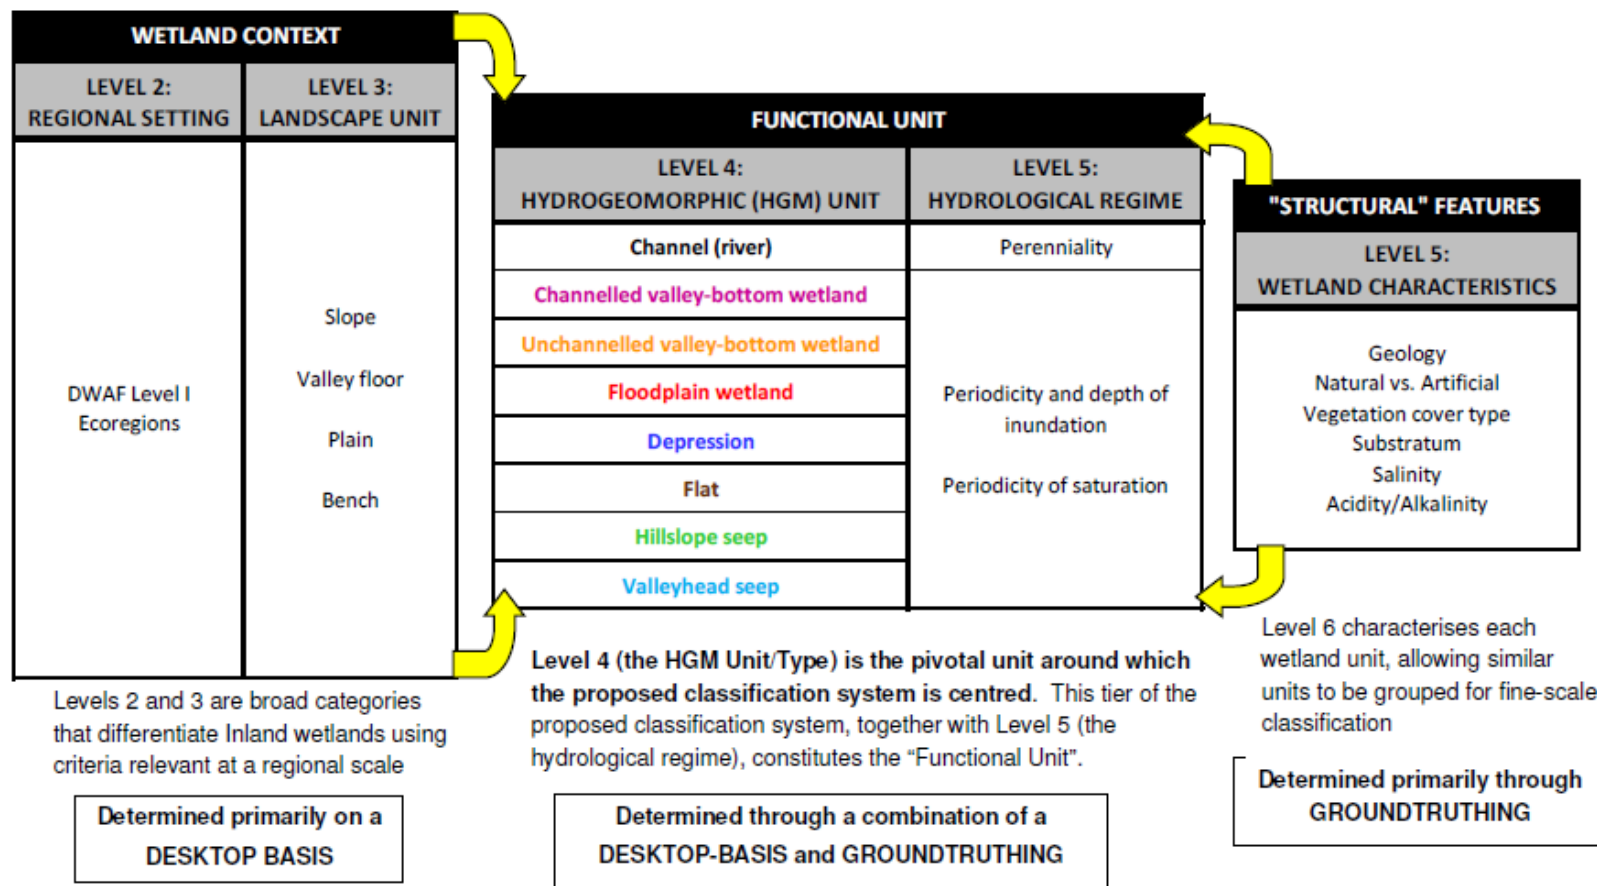 WETLAND CONTEXT
LEVEL 2:
REGIONAL SETTING
LEVEL 3:
LANDSCAPE UNIT
DWAF Level I
Ecoregions
Slope
Valley floor
Plain
Bench
Levels 2 and 3 are broad categories
that differentiate Inland wetlands using
criteria relevant at a regional scale
Determined primarily on a
DESKTOP BASIS
FUNCTIONAL UNIT
LEVEL 4:
HYDROGEOMORPHIC (HGM) UNIT
LEVEL 5:
HYDROLOGICAL REGIME
Channel (river)
Perenniality
Channelled valley-bottom wetland
Unchannelled valley-bottom wetland
Floodplain wetland
Depression
Flat
Hillslope seep
Valleyhead seep
Periodicity and depth of
inundation
Periodicity of saturation
Level 4 (the HGM Unit/Type) is the pivotal unit around which
the proposed classification system is centred. This tier of the
proposed classification system, together with Level 5 (the
hydrological regime), constitutes the “Functional Unit”.
Determined through a combination of a
DESKTOP-BASIS and GROUNDTRUTHING
"STRUCTURAL" FEATURES
LEVEL 5:
WETLAND CHARACTERISTICS
Geology
Natural vs. Artificial
Vegetation cover type
Substratum
Salinity
Acidity/Alkalinity
Level 6 characterises each
wetland unit, allowing similar
units to be grouped for fine-scale
classification
Determined primarily through
GROUNDTRUTHING